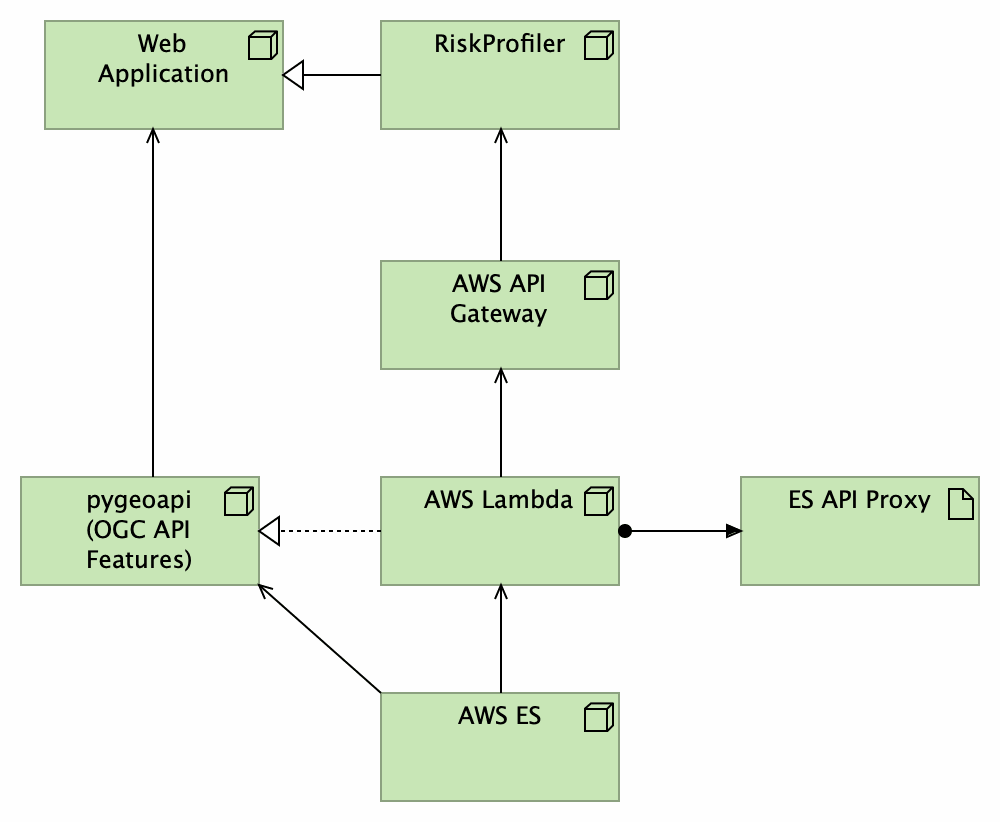 Web
Application
RiskProfiler
AWS API
Gateway
pygeoapi
(OGC API
Features)
AWS Lambda
ES API Proxy
AWS ES